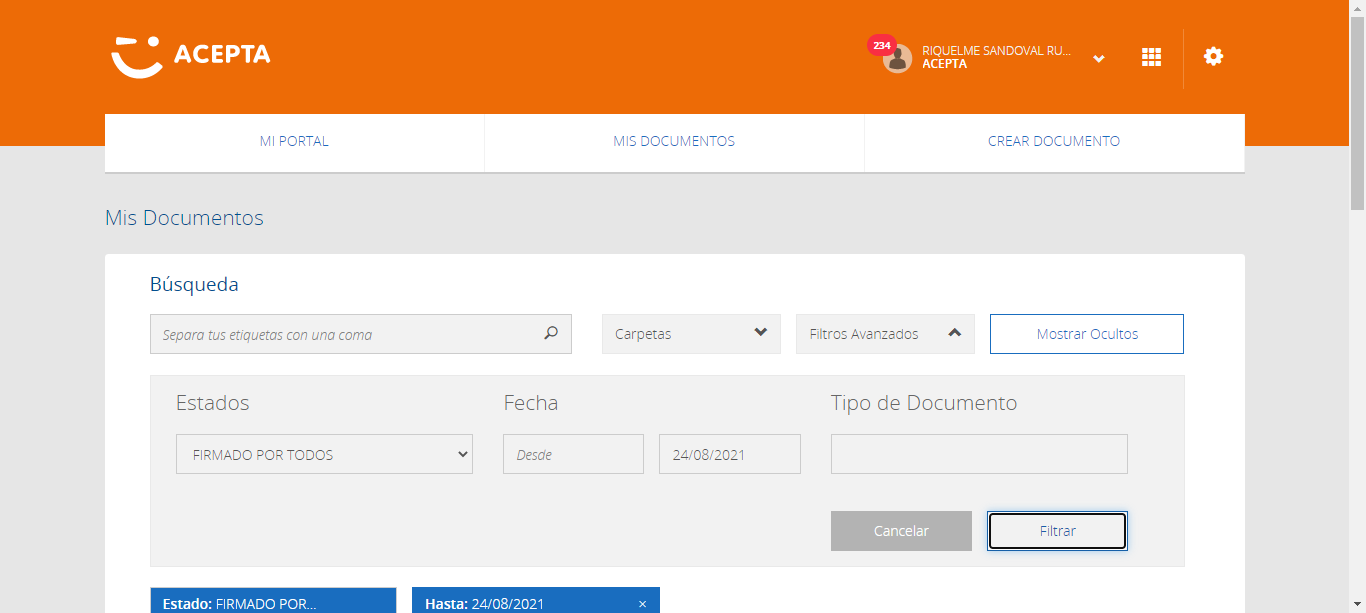 ACEPTA
234
RIQUELME SANDOVAL RU...
ACEPTA
MI PORTAL
MIS DOCUMENTOS
CREAR DOCUMENTO
Mis Documentos
Búsqueda
Separa tus etiquetas con una coma
Carpetas
Filtros Avanzados
Mostrar Ocultos
Estados
Fecha
Tipo de Documento
FIRMADO POR TODOS
Desde
24/08/2021
Cancelar
Filtrar
Estado: FIRMADO POR...
Hasta: 24/08/2021 ×